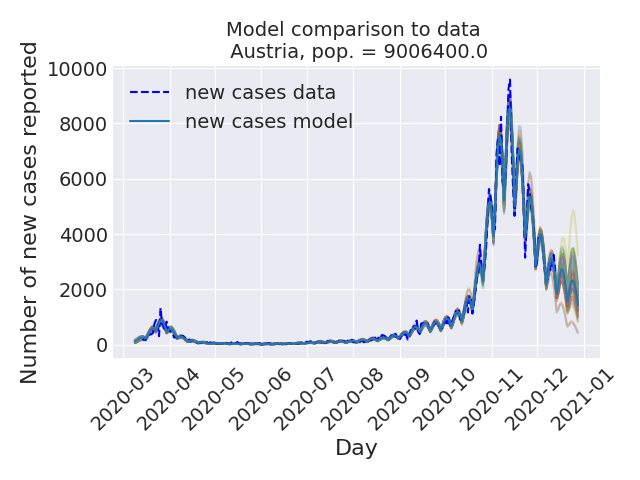 Model comparison to data
Austria, pop. = 9006400.0
Number of new cases reported
10000
8000
6000
4000
2000
0
new cases data
new cases model
2020-03
2020-04
2020-05
2020-06
2020-07
2020-08
2020-09
2020-10
2020-11
2020-12
2021-01
Day